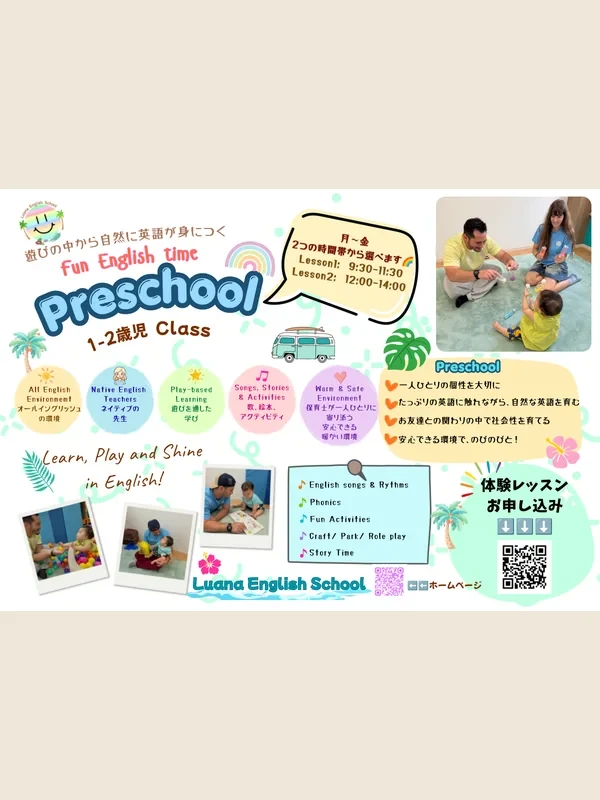 Luana English School
遊びの中から自然に英語が身につく
fun English time
Preschool
1-2歳児 Class
月～金
2つの時間帯から選べます
Lesson1: 9:30-11:30
Lesson2: 12:00-14:00
All English
Environment
オールイングリッシュ
の環境
Native English
Teachers
ネイティブの
先生
Play-based
Learning
遊びを通した
学び
Songs, Stories
& Activities
歌、絵本、
アクティビティ
Warm & Safe
Environment
保育士が一人ひとりに
寄り添う
安心できる
暖かい環境
Preschool
一人ひとりの個性を大切に
たっぷりの英語に触れながら、自然な英語を育む
お友達との関わりの中で社会性を育てる
安心できる環境で、のびのびと!
Learn, Play and Shine
in English!
English songs & Rythms
Phonics
Fun Activities
Craft/ Park/ Role play
Story Time
体験レッスン
お申し込み
Luana English School
ホームページ